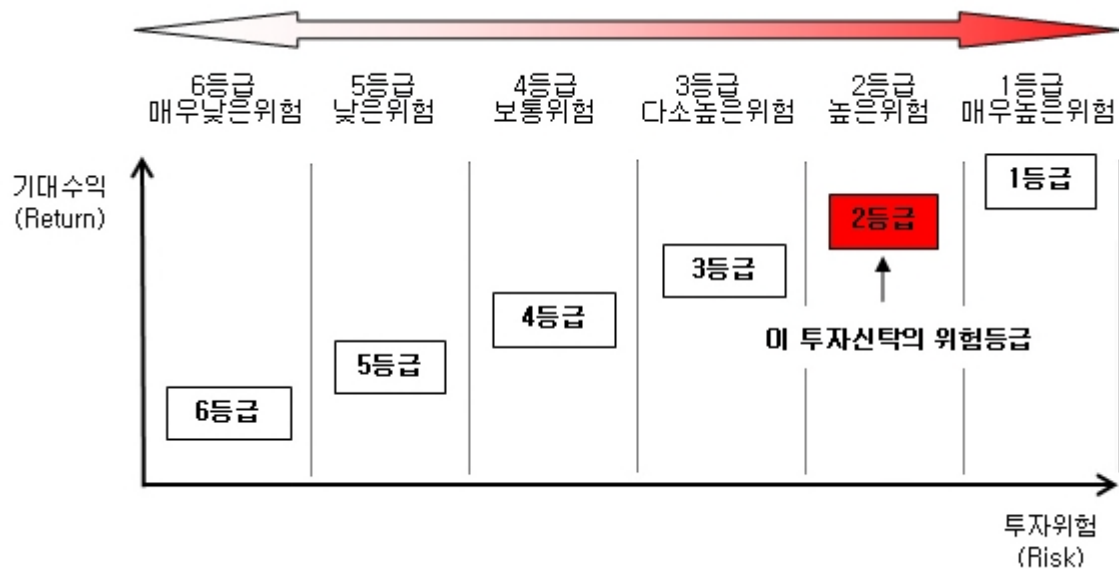 6등급 5등급 4등급 3등급 2등급 1등급
매우낮은위험 낮은위험 보통위험 다소높은위험 높은위험 매우높은위험
기대수익
(Return)
1등급
2등급
3등급
4등급
이 투자신탁의 위험등급
5등급
6등급
투자위험
(Risk)